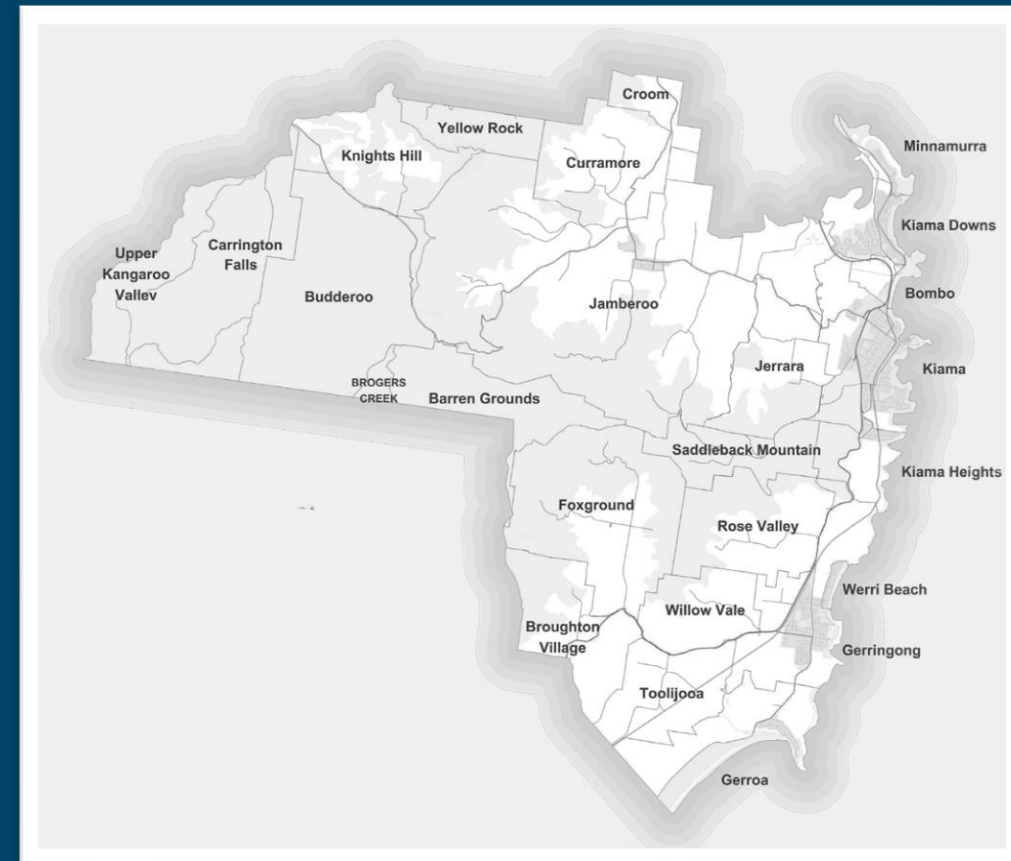 Croom
Yellow Rock
Minnamurra
Knights Hill
Curramore
Kiama Downs
Upper
Kangaroo
Vallev
Carrington
Falls
Budderoo
Bombo
Jamberoo
Jerrara
Kiama
BROGERS
CREEK
Barren Grounds
Saddleback Mountain
Kiama Heights
Foxground
Rose Valley
Werri Beach
Willow Vale
Broughton
Village
Gerringong
Toolijooa
Gerroa